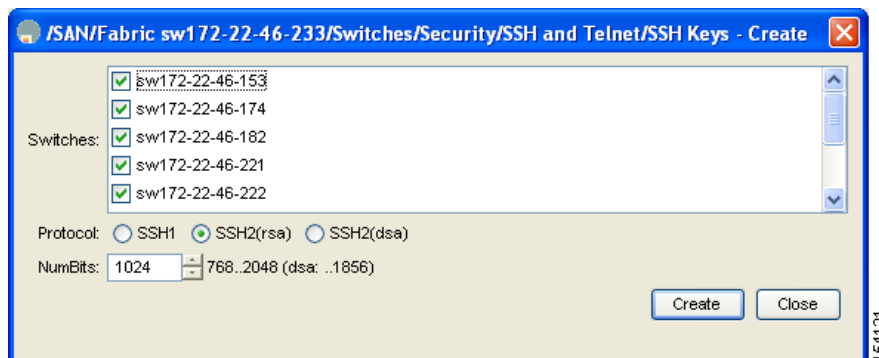 /SAN/Fabric sw172-22-46-233/Switches/Security/SSH and Telnet/SSH Keys - Create
sw172-22-46-153
sw172-22-46-174
Switches: sw172-22-46-182
sw172-22-46-221
sw172-22-46-222
Protocol: SSH1 SSH2(rsa) SSH2(dsa)
NumBits: 1024 768..2048 (dsa: ..1856)
Create Close